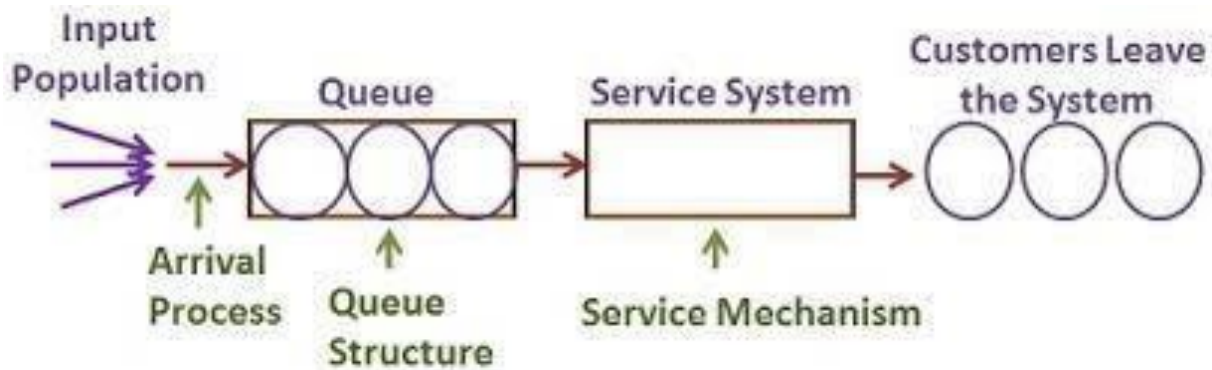 Input
Population
Queue
Service System
Customers Leave
the System
Arrival
Process
Queue
Structure
Service Mechanism